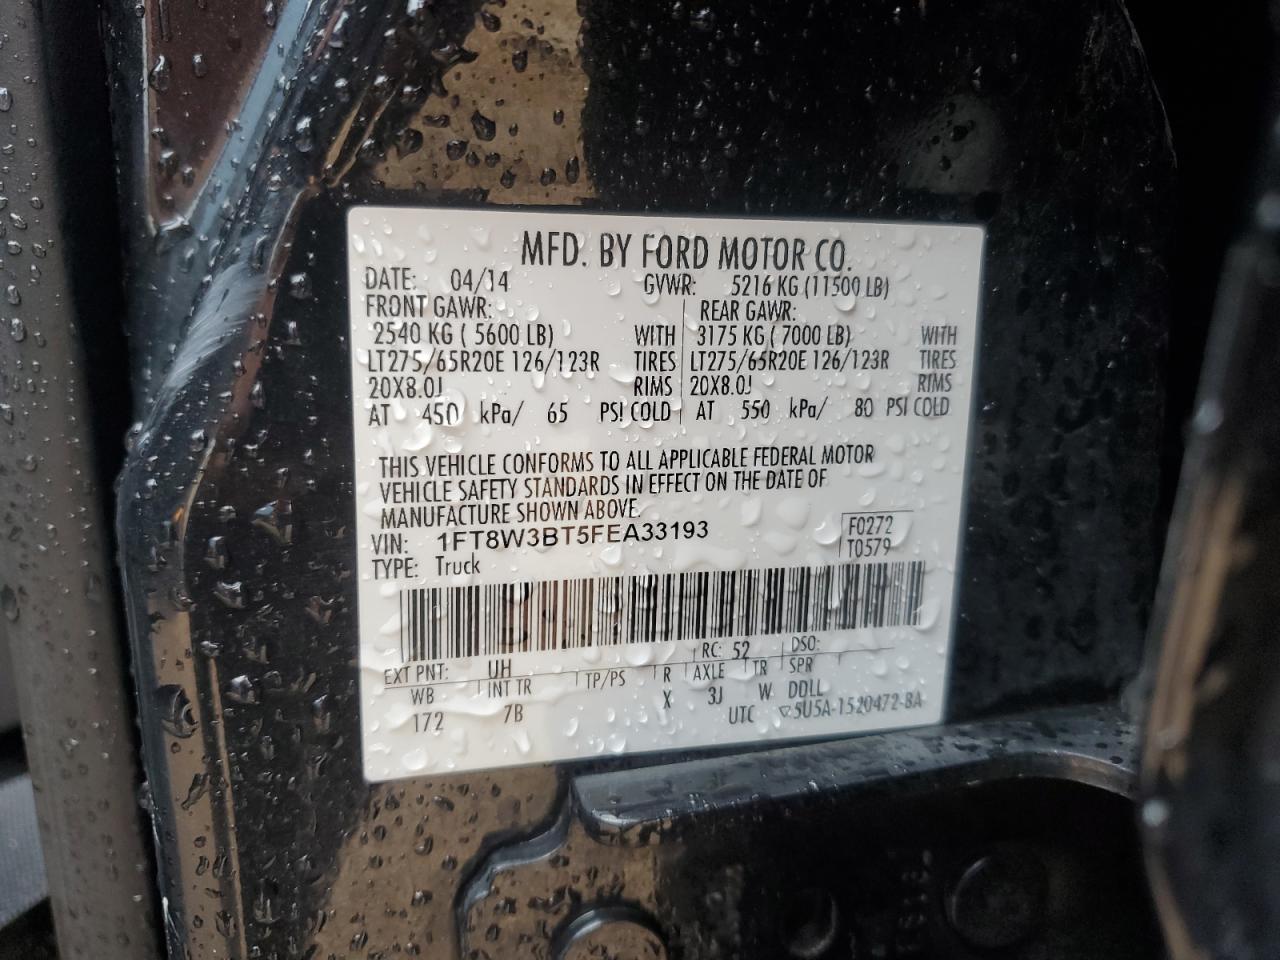 MFD. BY FORD MOTOR CO.
DATE: 04/14 GVWR: 5216 KG (11500 LB)
FRONT GAWR: REAR GAWR:
2540 KG ( 5600 LB) WITH 3175 KG ( 7000 LB) WITH
LT275/65R20E 126/123R TIRES LT275/65R20E 126/123R TIRES
20X8.0J RIMS 20X8.0J RIMS
AT 450 kPa/ 65 PSI COLD AT 550 kPa/ 80 PSI COLD
THIS VEHICLE CONFORMS TO ALL APPLICABLE FEDERAL MOTOR
VEHICLE SAFETY STANDARDS IN EFFECT ON THE DATE OF
MANUFACTURE SHOWN ABOVE.
VIN: 1FT8W3BT5FEA33193 F0272
TYPE: Truck T0579
EXT PNT: UH RC: 52 DSO:
WB INT TR TP/PS R AXLE TR SPR
172 7B X 3J W DDLL
UTC ▽5U5A-1520472-BA